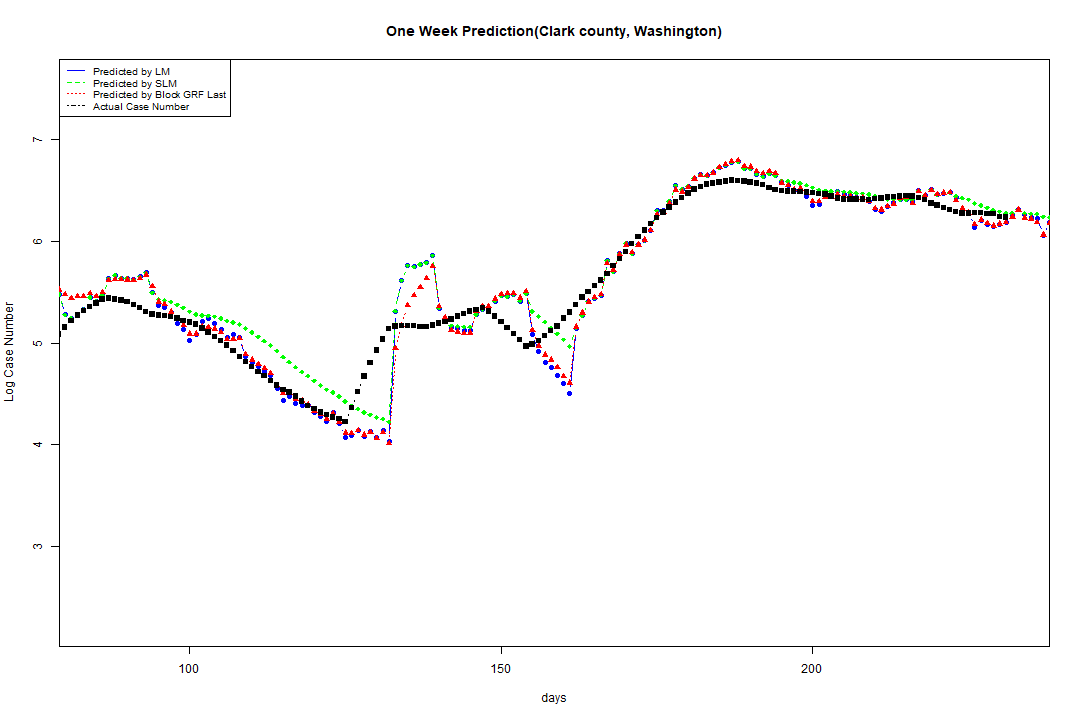 One Week Prediction(Clark county, Washington)
Predicted by LM
Predicted by SLM
Predicted by Block GRF Last
Actual Case Number
7
6
5
4
3
Log Case Number
100 150 200
days